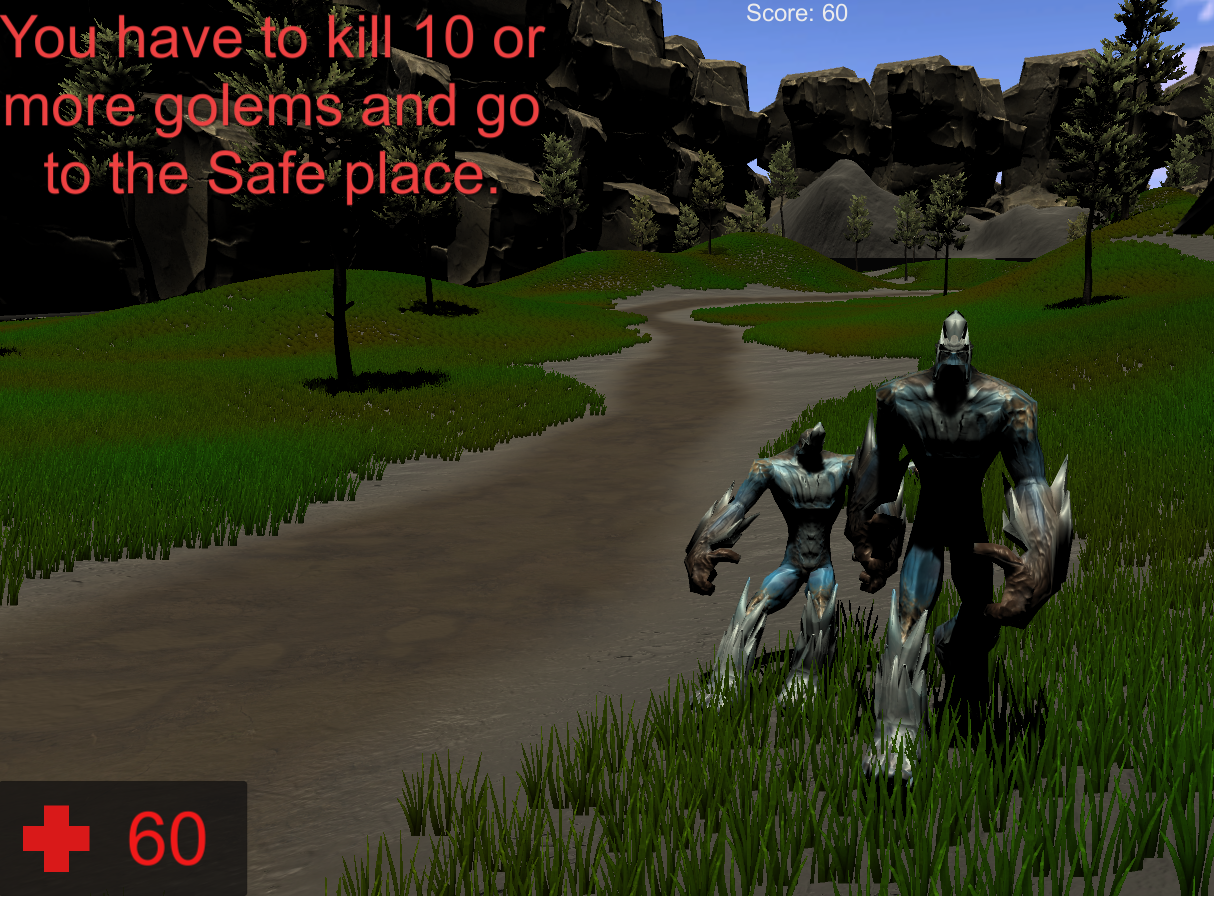 Score: 60
You have to kill 10 or
more golems and go
to the Safe place.
60